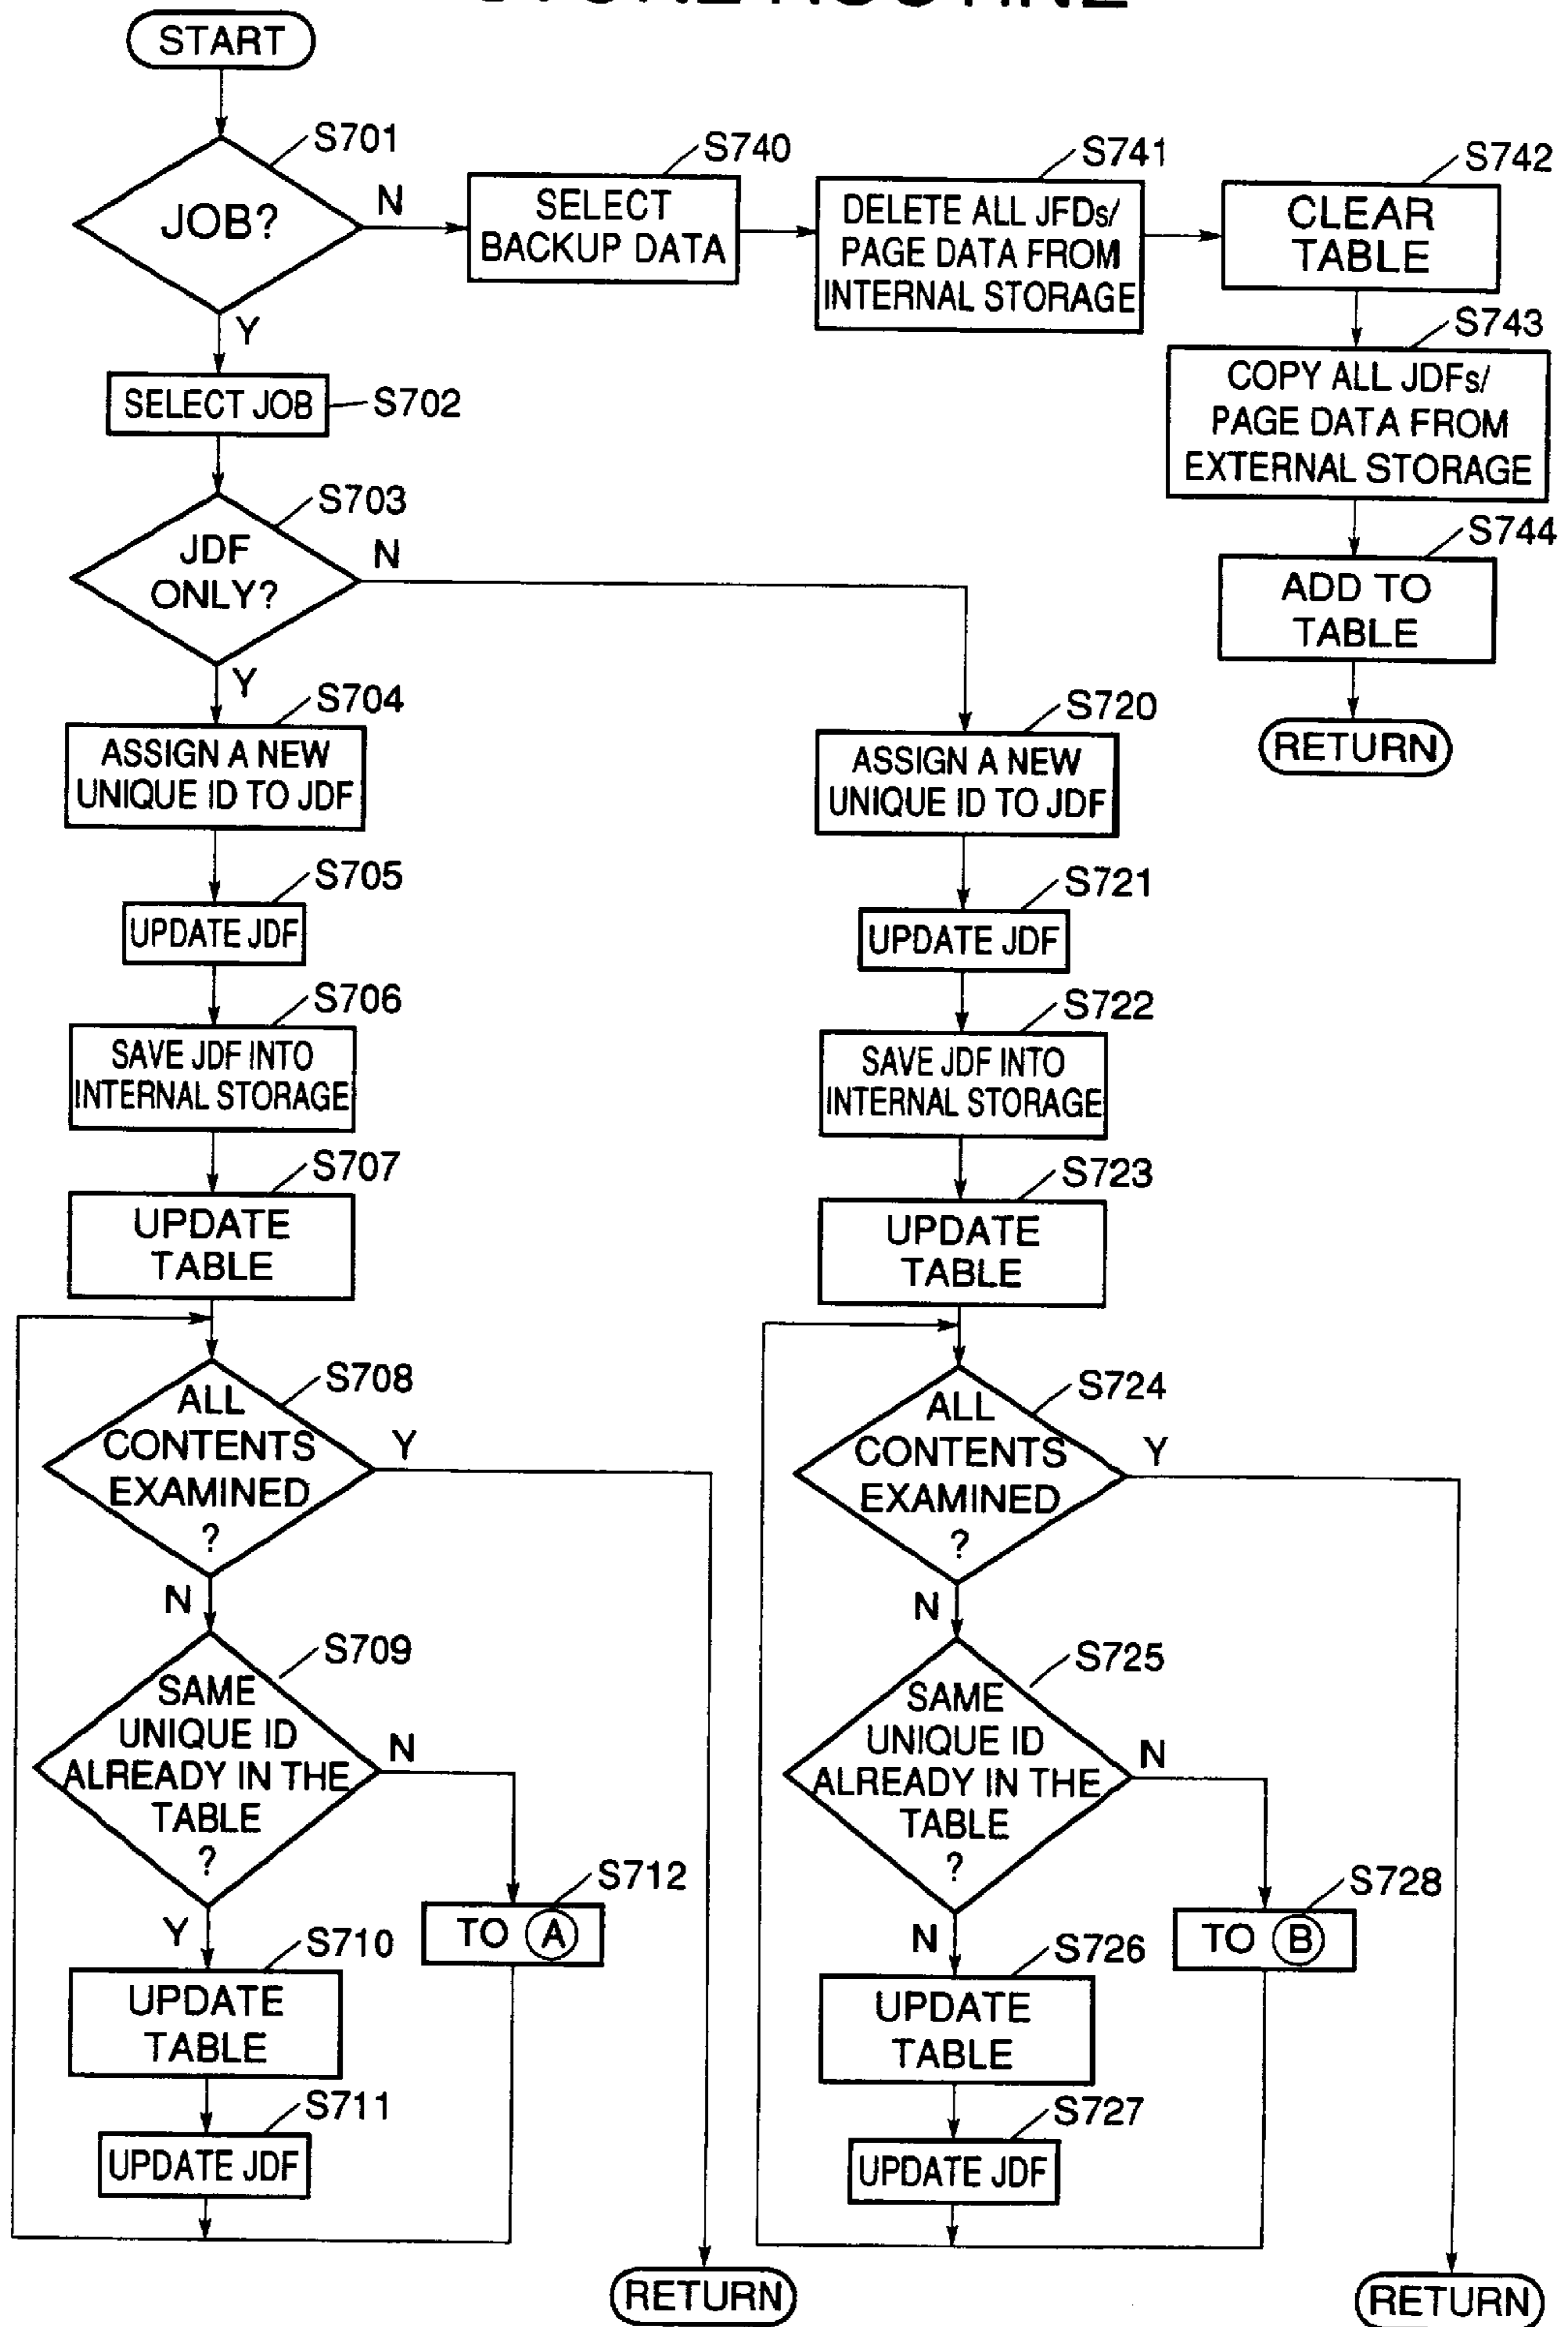 START
S701
JOB?
N
Y
S740
SELECT
BACKUP DATA
S741
DELETE ALL JFDs/
PAGE DATA FROM
INTERNAL STORAGE
S742
CLEAR
TABLE
S743
COPY ALL JDFs/
PAGE DATA FROM
EXTERNAL STORAGE
S744
ADD TO
TABLE
RETURN
SELECT JOB
S702
S703
JDF
ONLY?
N
Y
S704
ASSIGN A NEW
UNIQUE ID TO JDF
S705
UPDATE JDF
S706
SAVE JDF INTO
INTERNAL STORAGE
S707
UPDATE
TABLE
S708
ALL
CONTENTS
EXAMINED
?
Y
N
S709
SAME
UNIQUE ID
ALREADY IN THE
TABLE
?
N
Y
S712
TO A
S710
UPDATE
TABLE
S711
UPDATE JDF
RETURN
S720
ASSIGN A NEW
UNIQUE ID TO JDF
S721
UPDATE JDF
S722
SAVE JDF INTO
INTERNAL STORAGE
S723
UPDATE
TABLE
S724
ALL
CONTENTS
EXAMINED
?
Y
N
S725
SAME
UNIQUE ID
ALREADY IN THE
TABLE
?
N
N
S728
TO B
S726
UPDATE
TABLE
S727
UPDATE JDF
RETURN